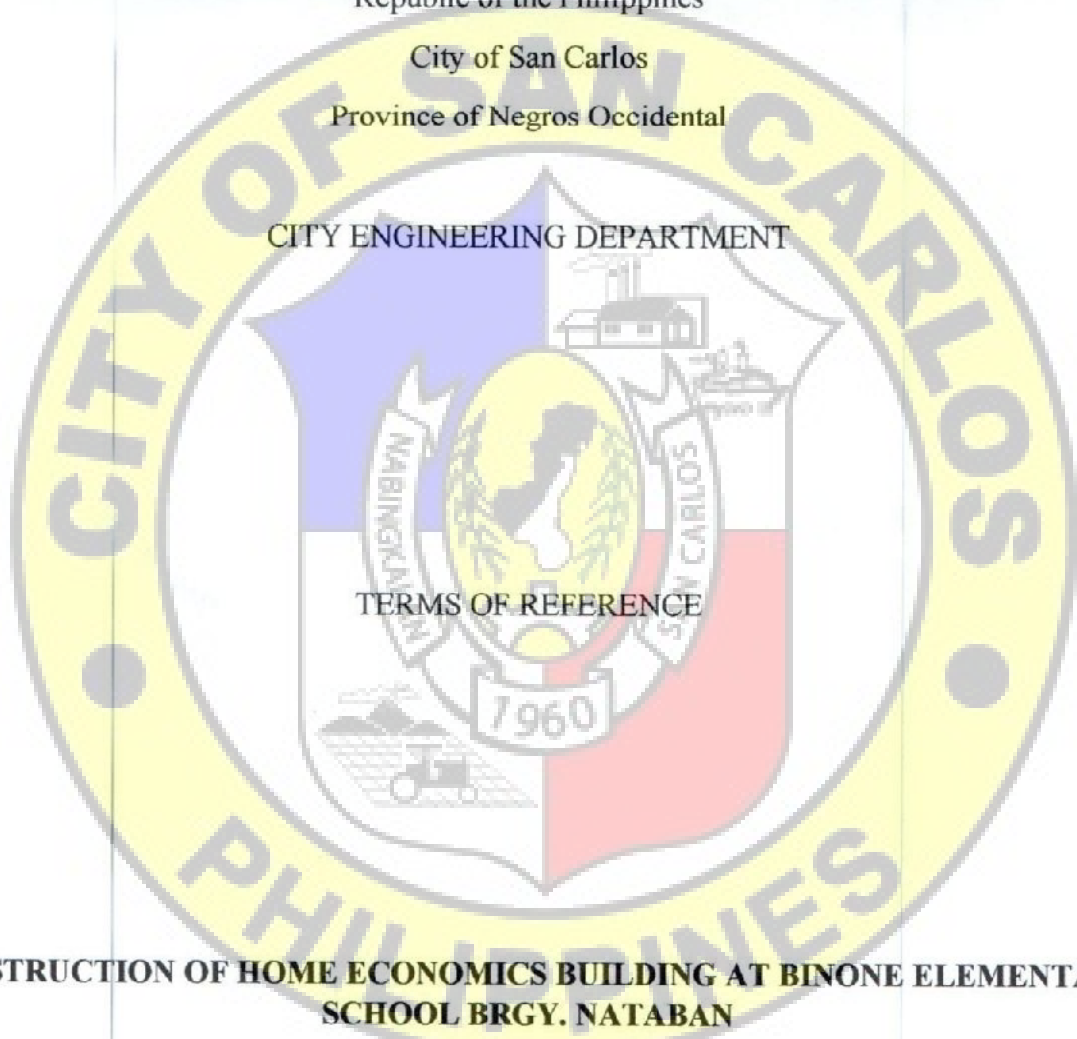 Republic of the Philippines
City of San Carlos
Province of Negros Occidental
CITY ENGINEERING DEPARTMENT
TERMS OF REFERENCE
STRUCTION OF HOME ECONOMICS BUILDING AT BINONE ELEMENTA
SCHOOL BRGY. NATABAN
CITY OF SAN CARLOS
PHILIPPINES
SAN CARLOS
1960